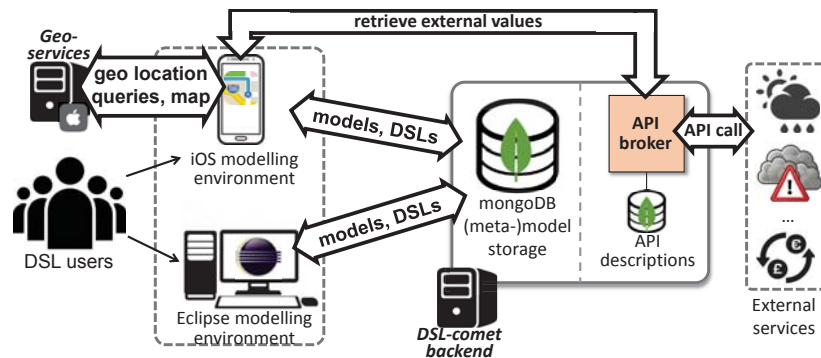 retrieve external values
Geo-
services
geo location
queries, map
models, DSLs
iOS modelling
environment
DSL users
models, DSLs
Eclipse modelling
environment
mongoDB
(meta-)model
storage
API
broker
API call
API
descriptions
DSL-comet
backend
...
£
€
External
services